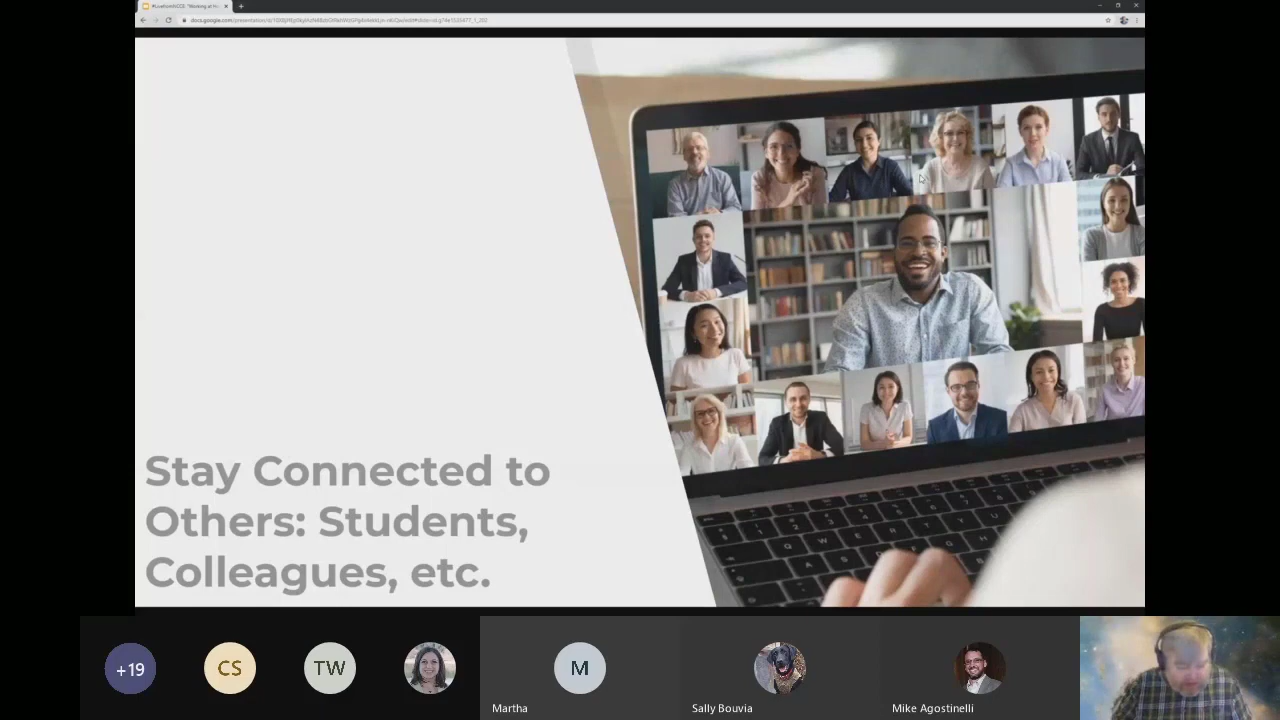 Stay Connected to
Others: Students,
Colleagues, etc.
+19
CS
TW
M
Martha
Sally Bouvia
Mike Agostinelli